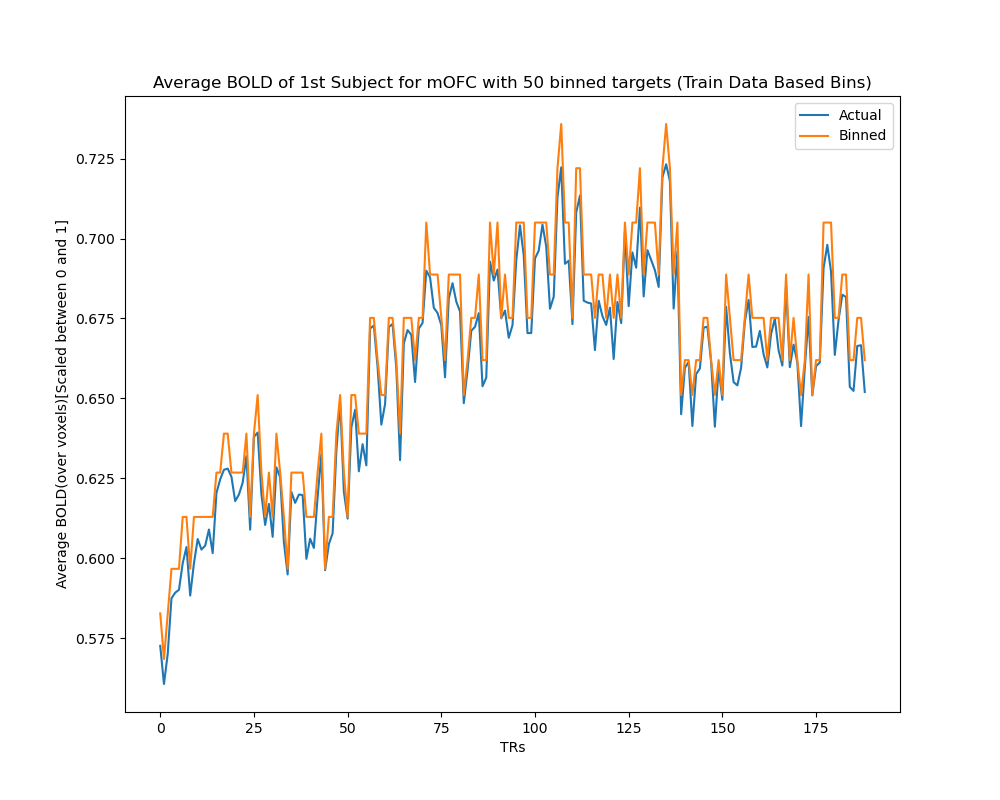 Average BOLD of 1st Subject for mOFC with 50 binned targets (Train Data Based Bins)
Actual
Binned
Average BOLD(over voxels)[Scaled between 0 and 1]
0.725
0.700
0.675
0.650
0.625
0.600
0.575
0 25 50 75 100 125 150 175
TRs